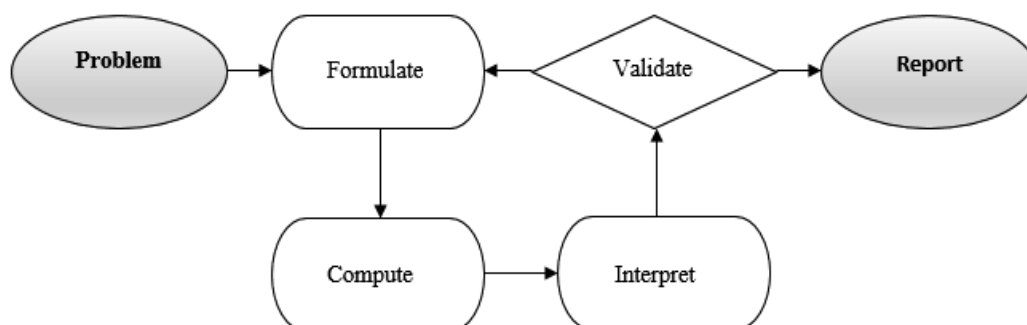 Problem
Formulate
Validate
Report
Compute
Interpret